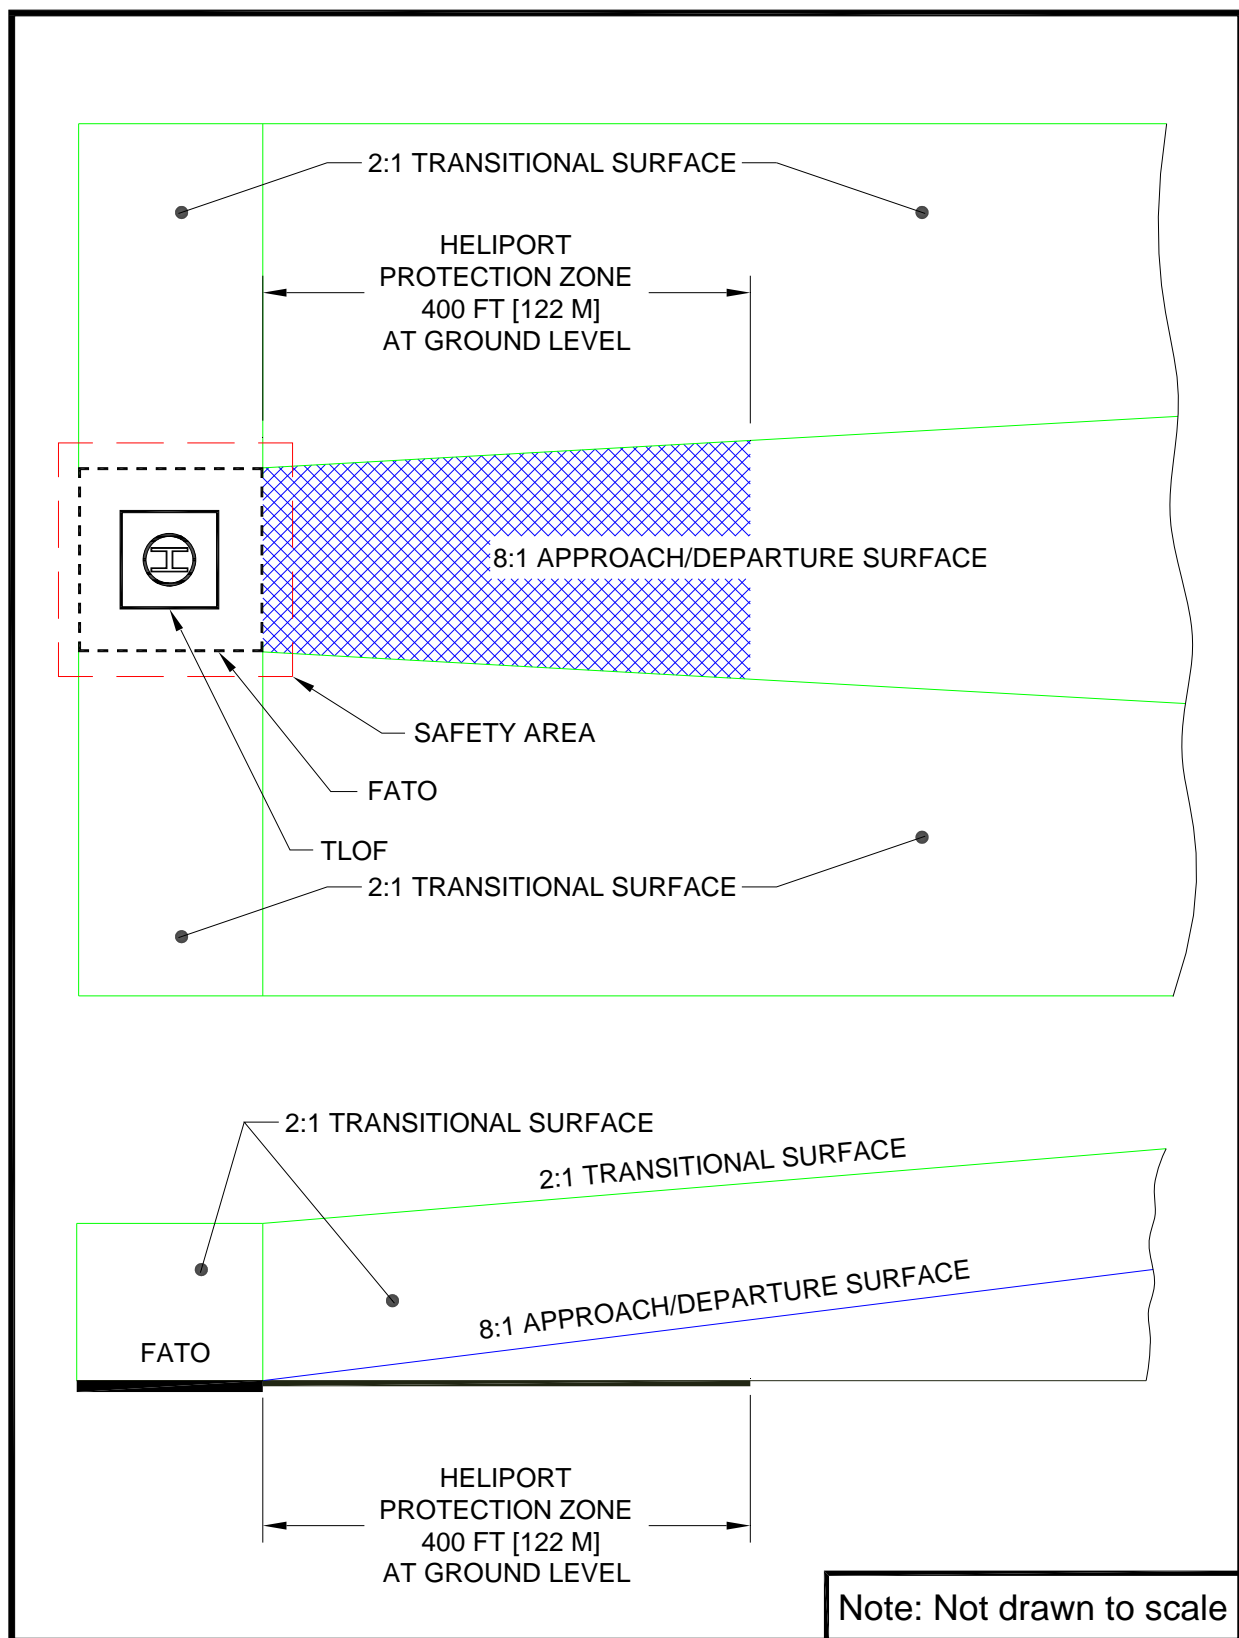 2:1 TRANSITIONAL SURFACE
HELIPORT
PROTECTION ZONE
400 FT [122 M]
AT GROUND LEVEL
8:1 APPROACH/DEPARTURE SURFACE
H
SAFETY AREA
FATO
TLOF
2:1 TRANSITIONAL SURFACE
2:1 TRANSITIONAL SURFACE
2:1 TRANSITIONAL SURFACE
8:1 APPROACH/DEPARTURE SURFACE
FATO
HELIPORT
PROTECTION ZONE
400 FT [122 M]
AT GROUND LEVEL
Note: Not drawn to scale